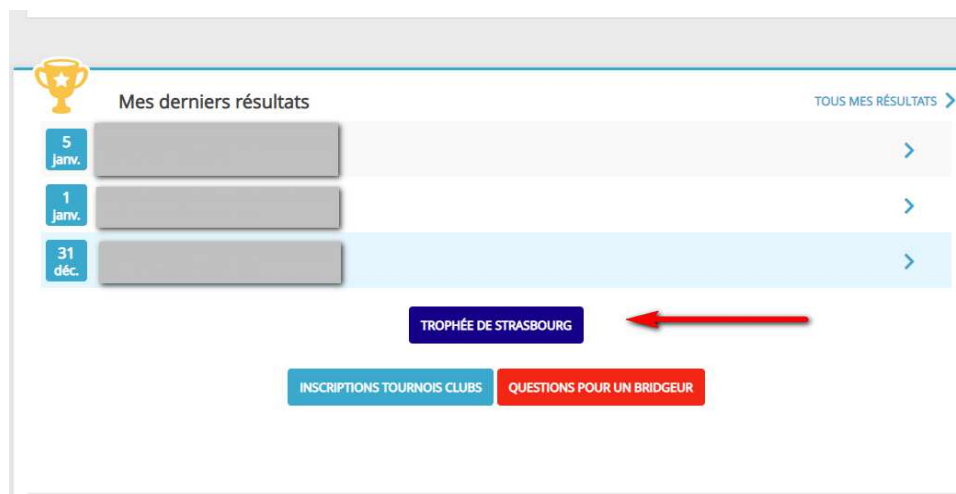 Mes derniers résultats
TOUS MES RÉSULTATS
5
janv.
1
janv.
31
déc.
TROPHÉE DE STRASBOURG
INSCRIPTIONS TOURNOIS CLUBS
QUESTIONS POUR UN BRIDGEUR